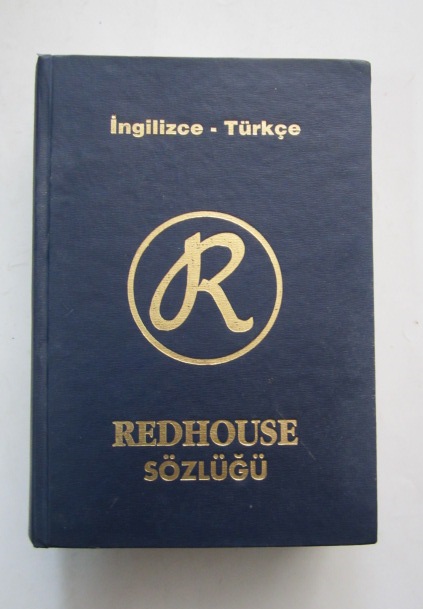 İngilizce - Türkçe
R
REDHOUSE
SÖZLÜĞÜ